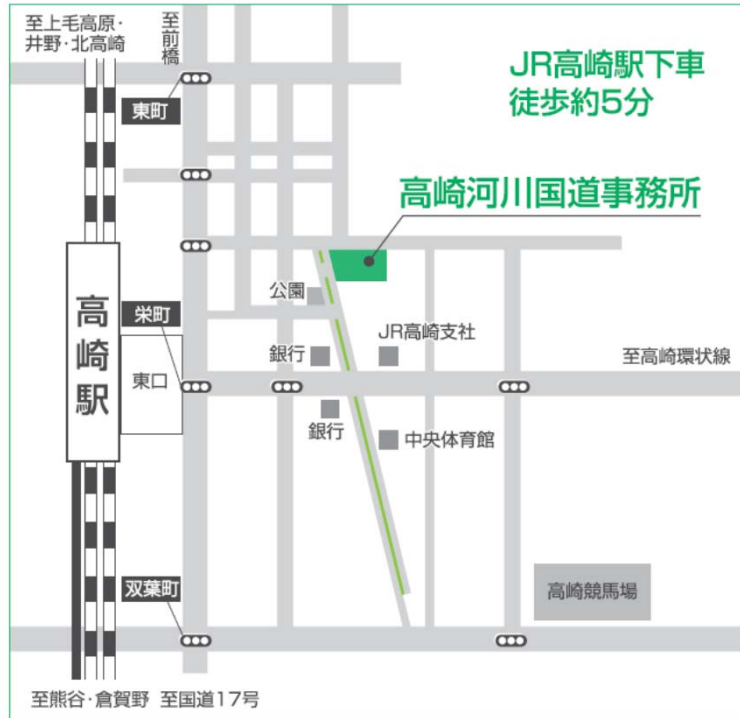 至上毛高原・
井野・北高崎
至前橋
JR高崎駅下車
徒歩約5分
東町
高崎河川国道事務所
公園
栄町
JR高崎支社
高崎駅
銀行
至高崎環状線
東口
銀行
中央体育館
双葉町
高崎競馬場
至熊谷・倉賀野 至国道17号